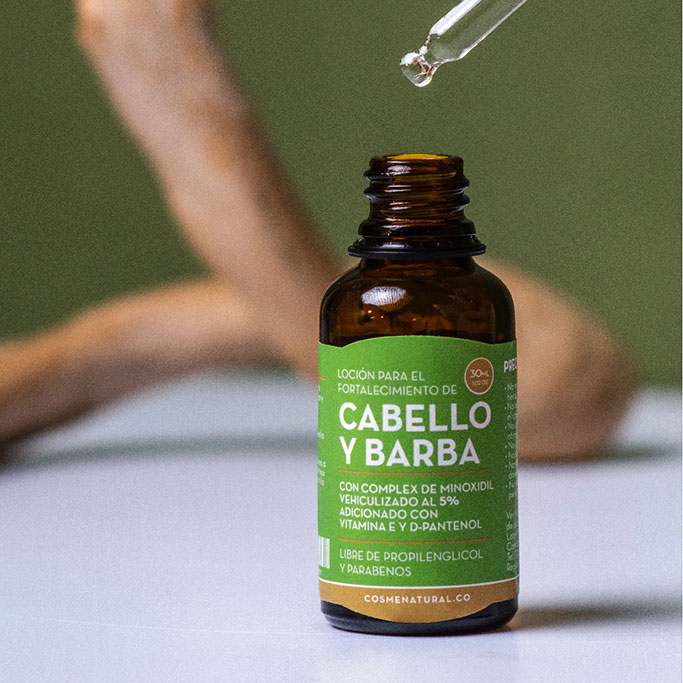 LOCIÓN PARA EL
FORTALECIMIENTO DE
30ML
CABELLO
Y BARBA
CON COMPLEX DE MINOXIDIL
VEHICULIZADO AL 5%
ADICIONADO CON
VITAMINA E Y D-PANTENOL
LIBRE DE PROPILENGLICOL
Y PARABENOS
COSMENATURAL.CO